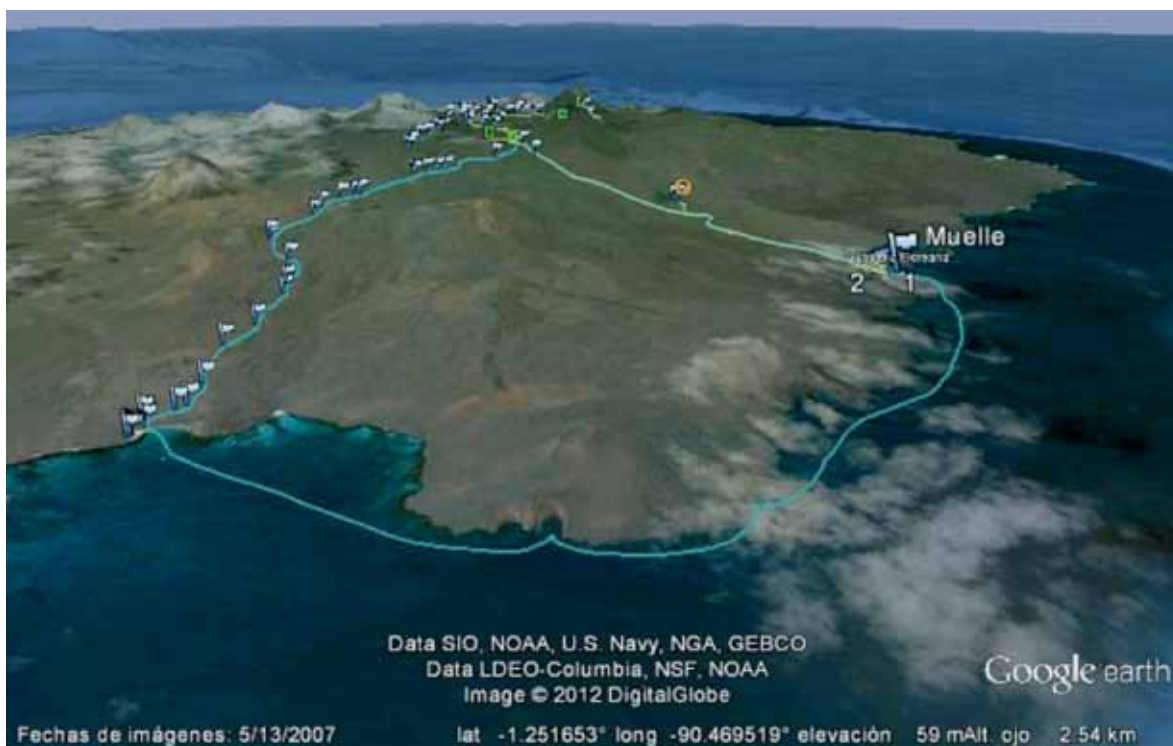 Muelle
2 1
Data SIO, NOAA, U.S. Navy, NGA, GEBCO
Data LDEO-Columbia, NSF, NOAA
Image © 2012 DigitalGlobe
Google earth
Fechas de imágenes: 5/13/2007 lat -1.251653° long -90.469519° elevación 59 mAlt. ojo 2.54 km